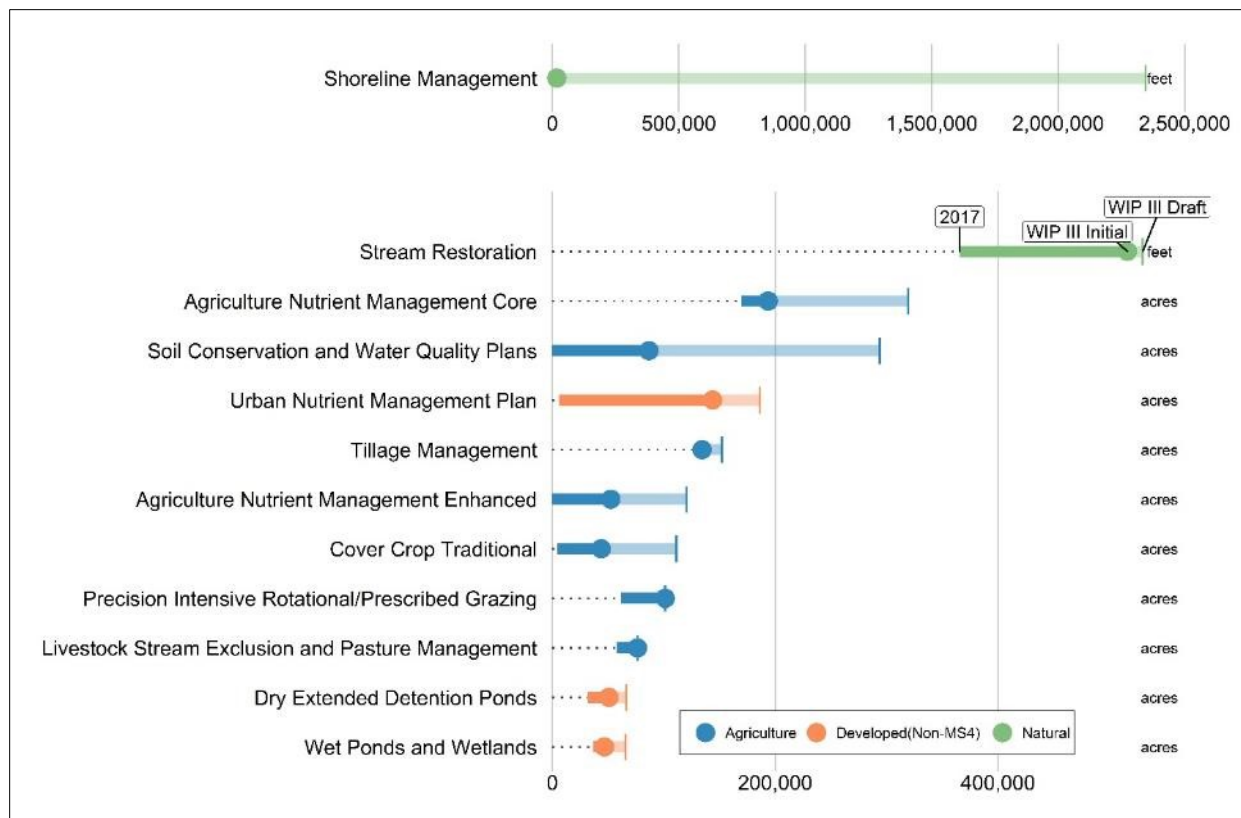 Shoreline Management
feet
0 500,000 1,000,000 1,500,000 2,000,000 2,500,000
WIP III Draft
2017
WIP III Initial
Stream Restoration
feet
Agriculture Nutrient Management Core
acres
Soil Conservation and Water Quality Plans
acres
Urban Nutrient Management Plan
acres
Tillage Management
acres
Agriculture Nutrient Management Enhanced
acres
Cover Crop Traditional
acres
Precision Intensive Rotational/Prescribed Grazing
acres
Livestock Stream Exclusion and Pasture Management
acres
Dry Extended Detention Ponds
acres
Agriculture Developed(Non-MS4) Natural
Wet Ponds and Wetlands
acres
0 200,000 400,000